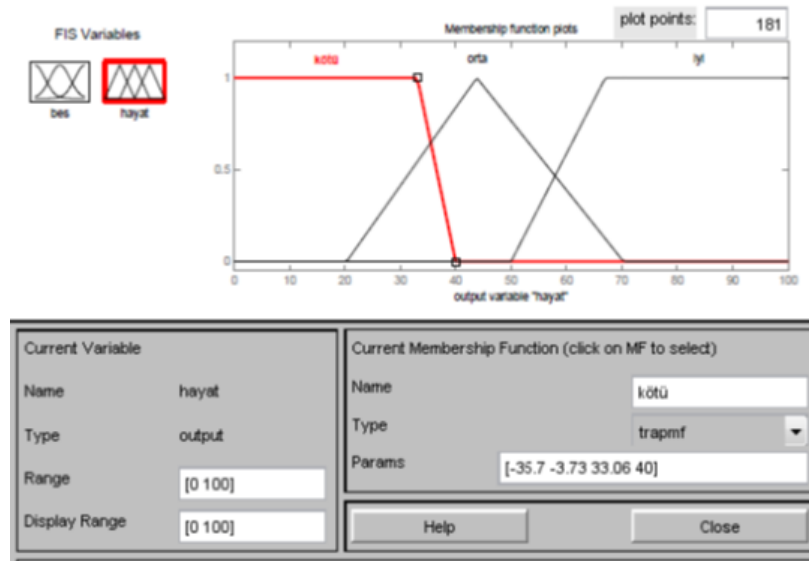 FIS Variables
Membership function plots
plot points:
181
kötü
orta
iyi
bes
hayat
1
0.5
0
0
10
20
30
40
50
60
70
80
90
100
output variable "hayat"
Current Variable
Name
hayat
Type
output
Range
[0 100]
Display Range
[0 100]
Current Membership Function (click on MF to select)
Name
kötü
Type
trapmf
Params
[-35.7 -3.73 33.06 40]
Help
Close